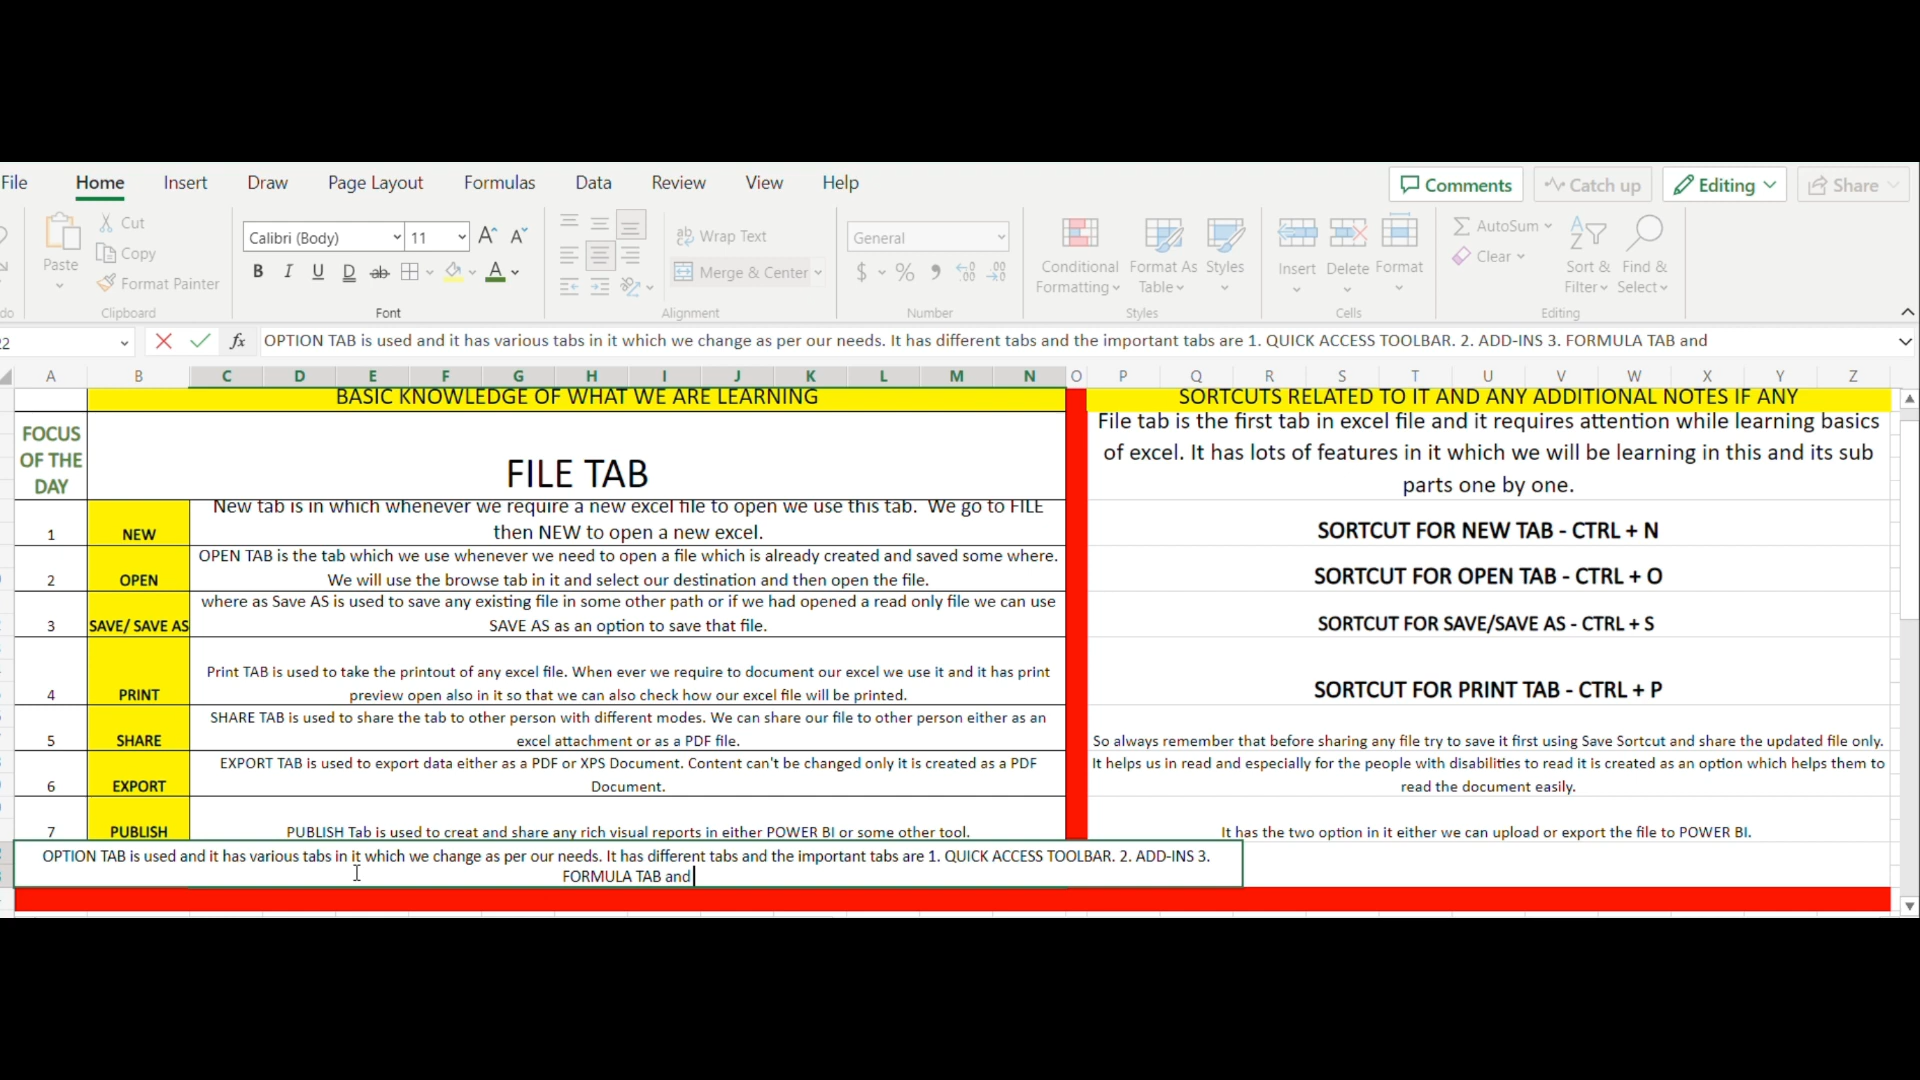 File Home Insert Draw Page Layout Formulas Data Review View Help Comments Catch up Editing Share
Paste Cut Copy Format Painter Clipboard
Calibri (Body) 11 B I U D ab A Font
ab Wrap Text Merge & Center Alignment
General $ % Number
Conditional Formatting Format As Table Styles Styles
Insert Delete Format Cells
AutoSum Clear Sort & Filter Find & Select Editing
fx OPTION TAB is used and it has various tabs in it which we change as per our needs. It has different tabs and the important tabs are 1. QUICK ACCESS TOOLBAR. 2. ADD-INS 3. FORMULA TAB and
A B C D E F G H I J K L M N O P Q R S T U V W X Y Z
BASIC KNOWLEDGE OF WHAT WE ARE LEARNING
SORTCUTS RELATED TO IT AND ANY ADDITIONAL NOTES IF ANY
FOCUS
OF THE
DAY
FILE TAB
File tab is the first tab in excel file and it requires attention while learning basics
of excel. It has lots of features in it which we will be learning in this and its sub
parts one by one.
1 NEW
New tab is in which whenever we require a new excel file to open we use this tab. We go to FILE
then NEW to open a new excel.
SORTCUT FOR NEW TAB - CTRL + N
2 OPEN
OPEN TAB is the tab which we use whenever we need to open a file which is already created and saved some where.
We will use the browse tab in it and select our destination and then open the file.
SORTCUT FOR OPEN TAB - CTRL + O
3 SAVE/ SAVE AS
where as Save AS is used to save any existing file in some other path or if we had opened a read only file we can use
SAVE AS as an option to save that file.
SORTCUT FOR SAVE/SAVE AS - CTRL + S
4 PRINT
Print TAB is used to take the printout of any excel file. When ever we require to document our excel we use it and it has print
preview open also in it so that we can also check how our excel file will be printed.
SORTCUT FOR PRINT TAB - CTRL + P
5 SHARE
SHARE TAB is used to share the tab to other person with different modes. We can share our file to other person either as an
excel attachment or as a PDF file.
So always remember that before sharing any file try to save it first using Save Sortcut and share the updated file only.
6 EXPORT
EXPORT TAB is used to export data either as a PDF or XPS Document. Content can't be changed only it is created as a PDF
Document.
It helps us in read and especially for the people with disabilities to read it is created as an option which helps them to
read the document easily.
7 PUBLISH
PUBLISH Tab is used to creat and share any rich visual reports in either POWER BI or some other tool.
It has the two option in it either we can upload or export the file to POWER BI.
OPTION TAB is used and it has various tabs in it which we change as per our needs. It has different tabs and the important tabs are 1. QUICK ACCESS TOOLBAR. 2. ADD-INS 3.
FORMULA TAB and